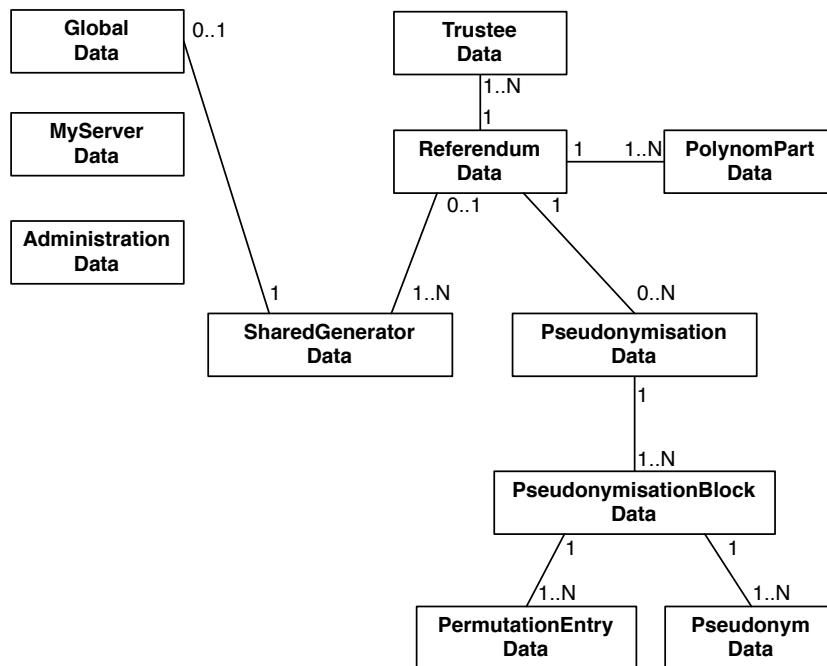 Global
Data
0..1
Trustee
Data
1..N
1
MyServer
Data
Referendum
Data
1
1..N
PolynomPart
Data
0..1
1
Administration
Data
1
1..N
0..N
SharedGenerator
Data
Pseudonymisation
Data
1
1..N
PseudonymisationBlock
Data
1
1
1..N
1..N
PermutationEntry
Data
Pseudonym
Data